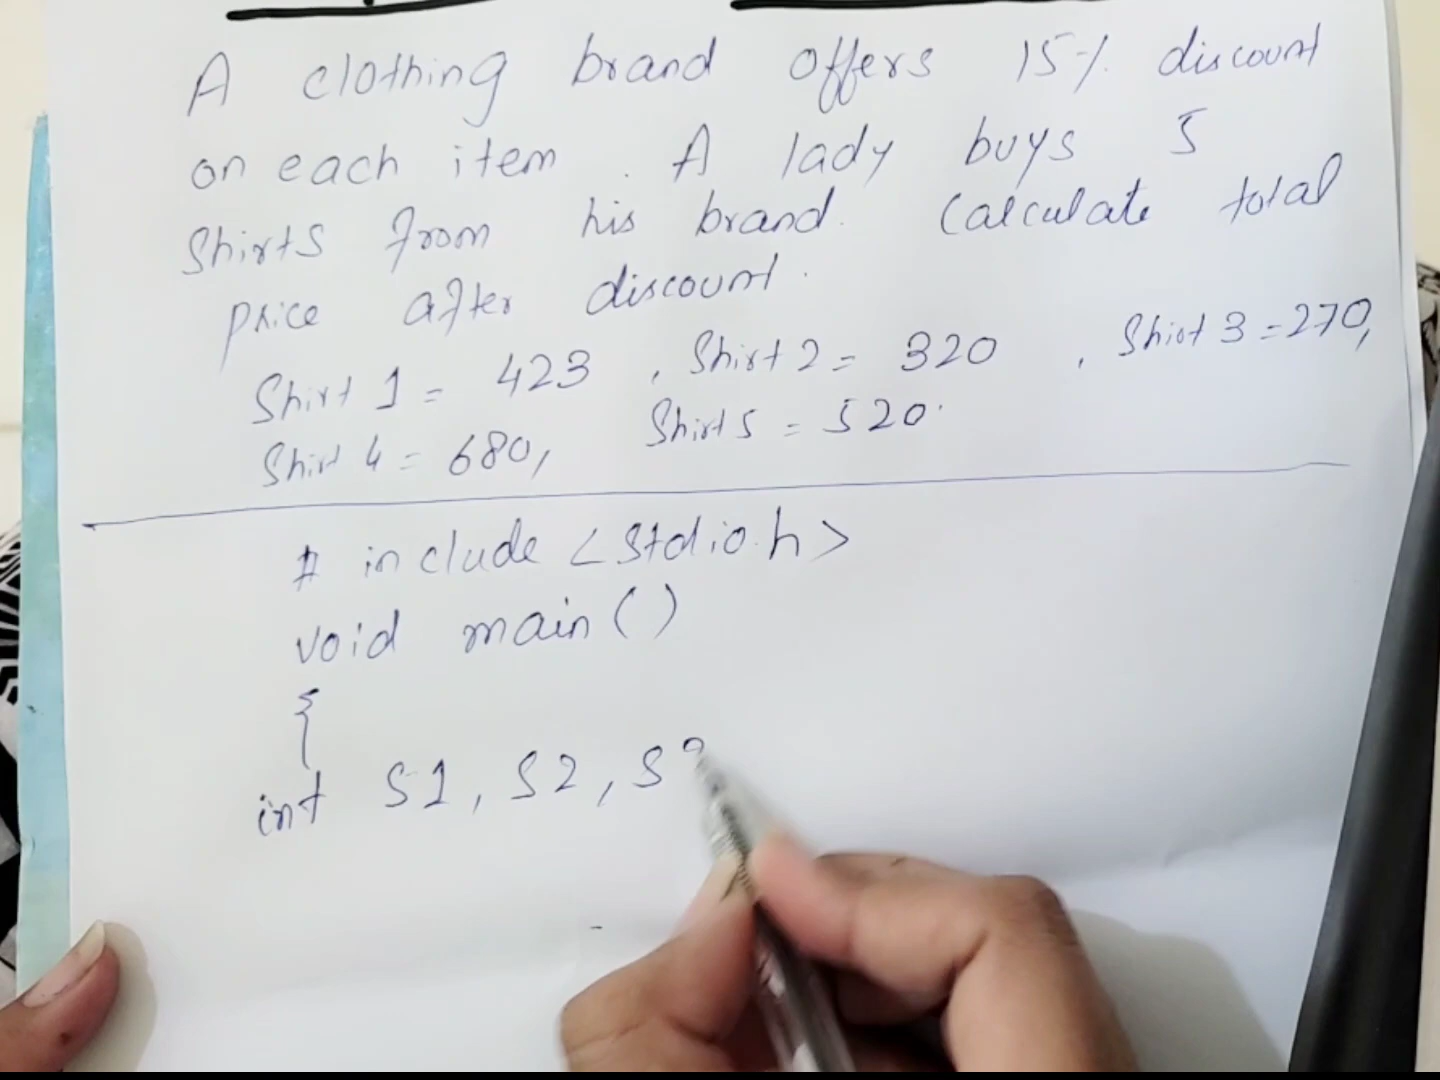 A clothing brand offers 15% discount
on each item. A lady buys 5
Shirts from his brand. Calculate total
price after discount.
Shirt 1 = 423, Shirt 2 = 320, Shirt 3 = 270,
Shirt 4 = 680, Shirt 5 = 520.
# include <stdio.h>
void main()
{
int S1, S2, S